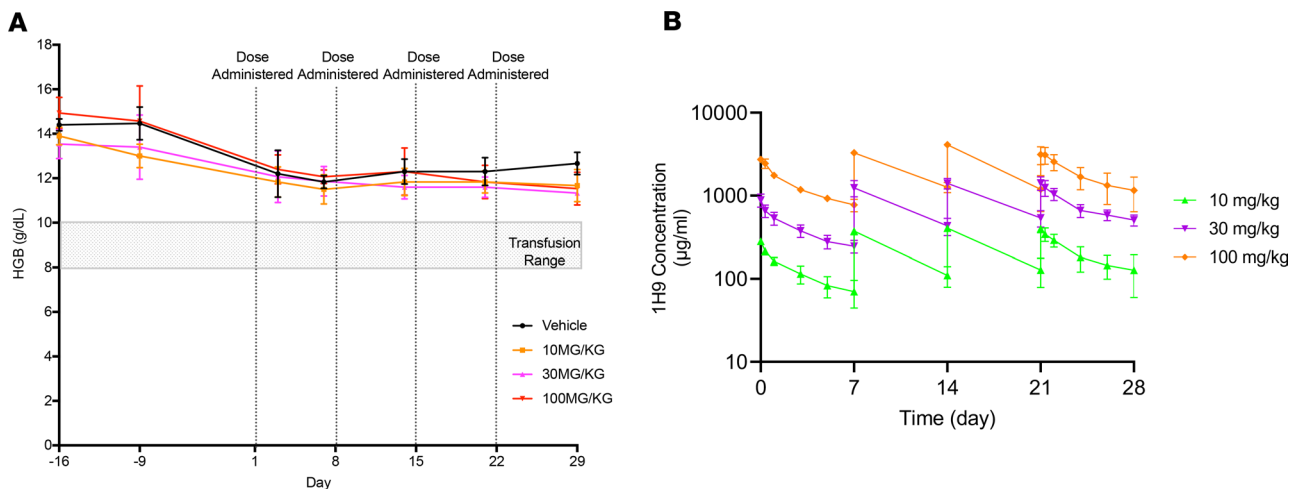 A
B
18
16
14
12
10
8
6
4
2
0
HGB (g/dL)
Dose
Administered
Dose
Administered
Dose
Administered
Dose
Administered
Transfusion
Range
Vehicle
10MG/KG
30MG/KG
100MG/KG
-16
-9
1
8
15
22
29
Day
10000
1000
100
10
1H9 Concentration
(µg/ml)
0
7
14
21
28
Time (day)
10 mg/kg
30 mg/kg
100 mg/kg